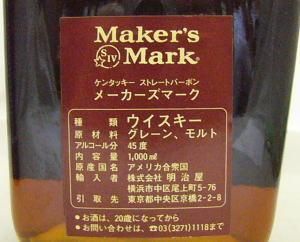 Maker's
Mark
S IV
ケンタッキー ストレートバーボン
メーカーズマーク
種類 ウイスキー
原材料 グレーン、モルト
アルコール分 45度
内容量 1,000㎖
原産国名 アメリカ合衆国
輸入者 株式会社 明治屋
横浜市中区尾上町5-76
引取先 東京都中央区京橋2-2-8
●お酒は、20歳になってから
●お問い合わせは、☎03(3271)1118まで